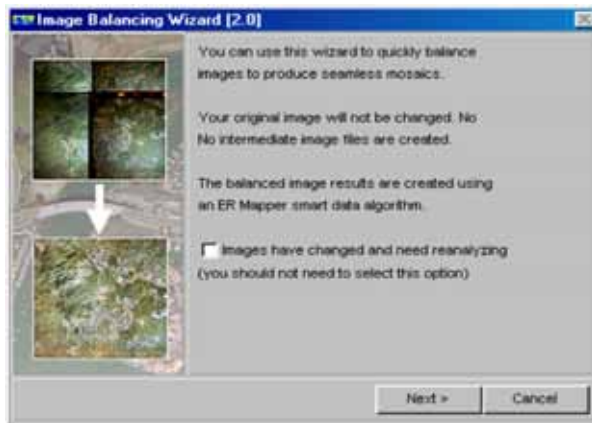 Image Balancing Wizard [2.0]
You can use this wizard to quickly balance
images to produce seamless mosaics.
Your original image will not be changed. No
No intermediate image files are created.
The balanced image results are created using
an ER Mapper smart data algorithm.
Images have changed and need reanalyzing
(you should not need to select this option)
Next >
Cancel